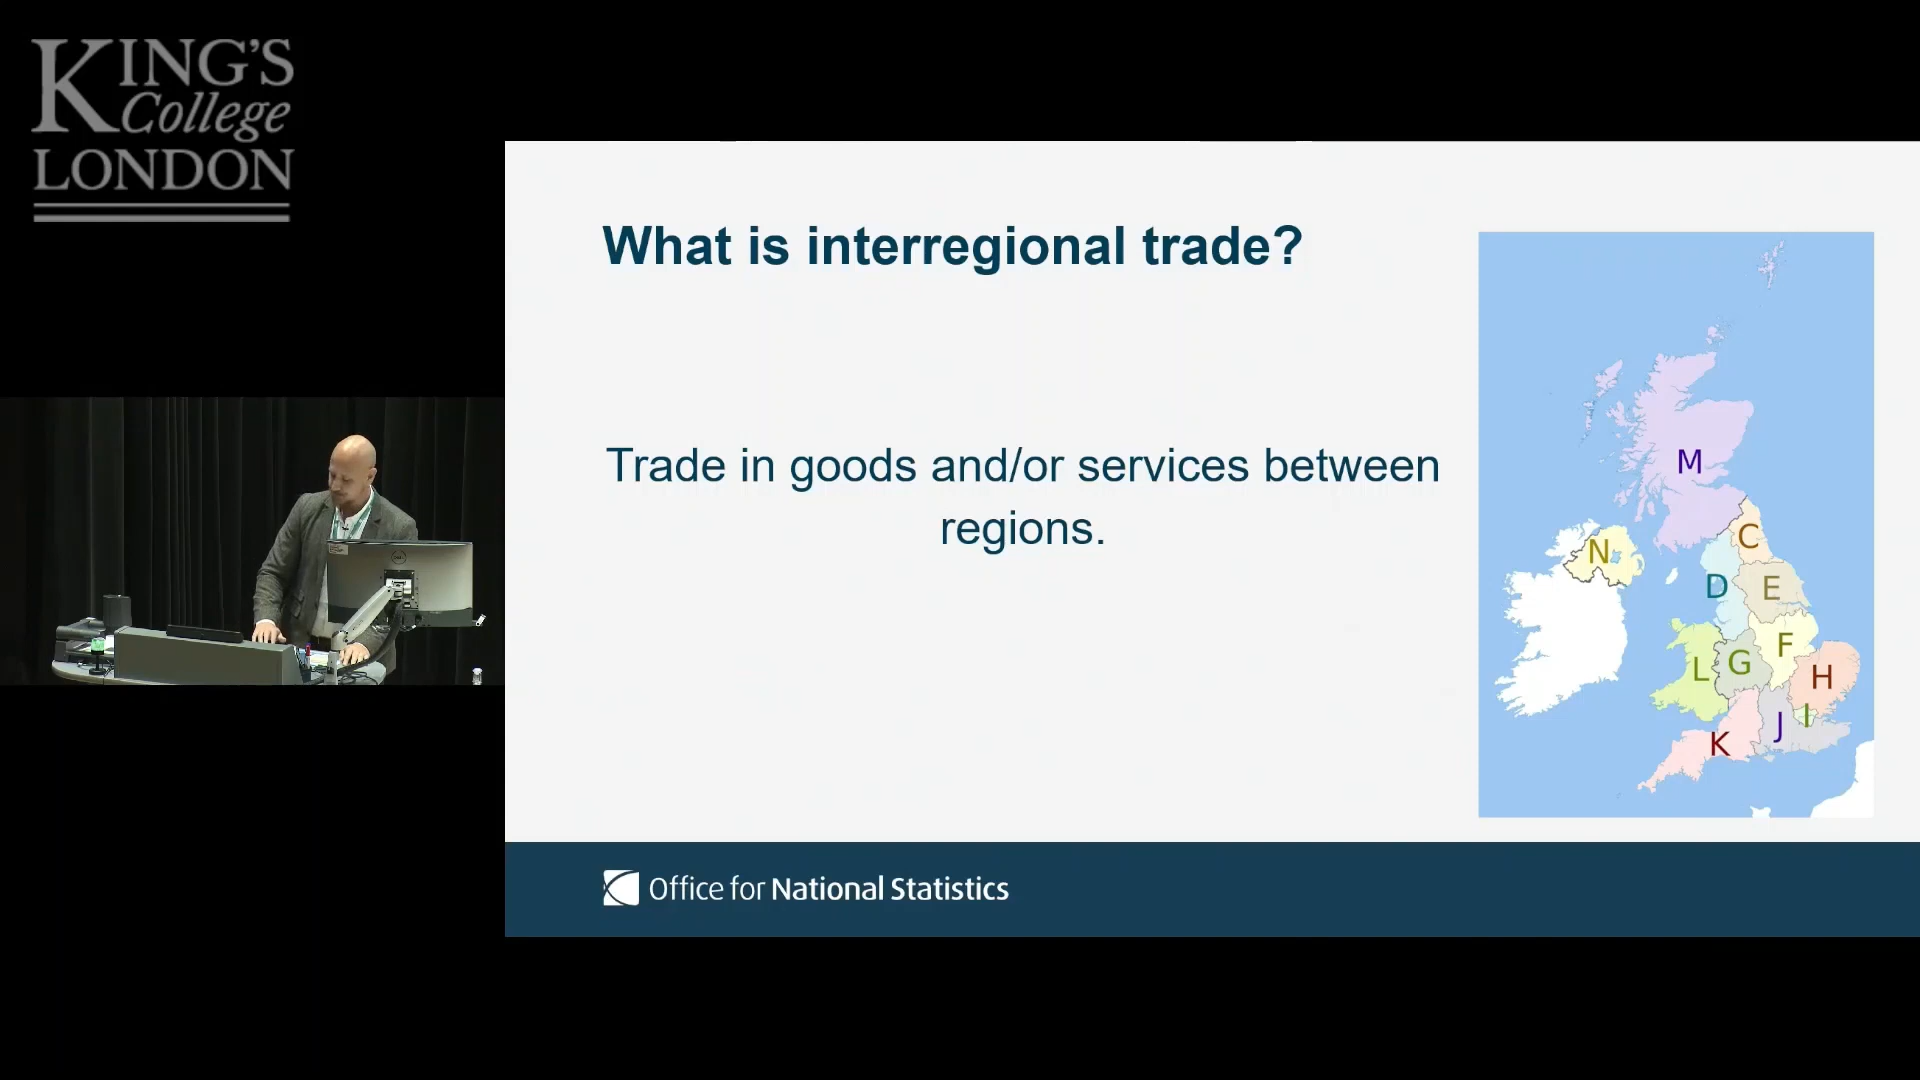 KING'S
College
LONDON
What is interregional trade?
Trade in goods and/or services between
regions.
M
N
C
D
E
F
L
G
H
I
J
K
Office for National Statistics